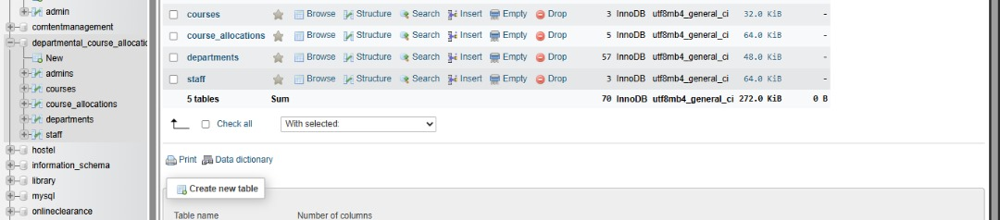 admin
comtentmanagement
departmental_course_allocatio
New
admins
courses
course_allocations
departments
staff
hostel
information_schema
library
mysql
onlineclearance
courses Browse Structure Search Insert Empty Drop 3 InnoDB utf8mb4_general_ci 32.0 KiB -
course_allocations Browse Structure Search Insert Empty Drop 5 InnoDB utf8mb4_general_ci 64.0 KiB -
departments Browse Structure Search Insert Empty Drop 57 InnoDB utf8mb4_general_ci 48.0 KiB -
staff Browse Structure Search Insert Empty Drop 3 InnoDB utf8mb4_general_ci 64.0 KiB -
5 tables Sum 70 InnoDB utf8mb4_general_ci 272.0 KiB 0 B
Check all With selected:
Print Data dictionary
Create new table
Table name Number of columns